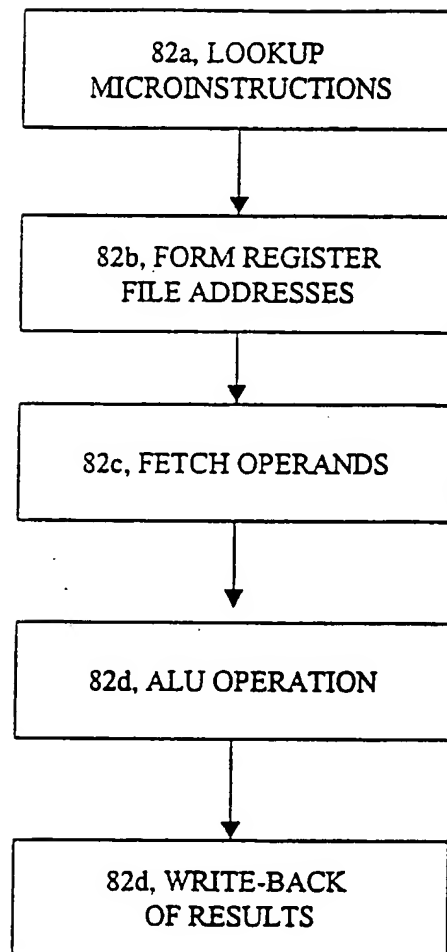 82a, LOOKUP
MICROINSTRUCTIONS
82b, FORM REGISTER
FILE ADDRESSES
82c, FETCH OPERANDS
82d, ALU OPERATION
82d, WRITE-BACK
OF RESULTS